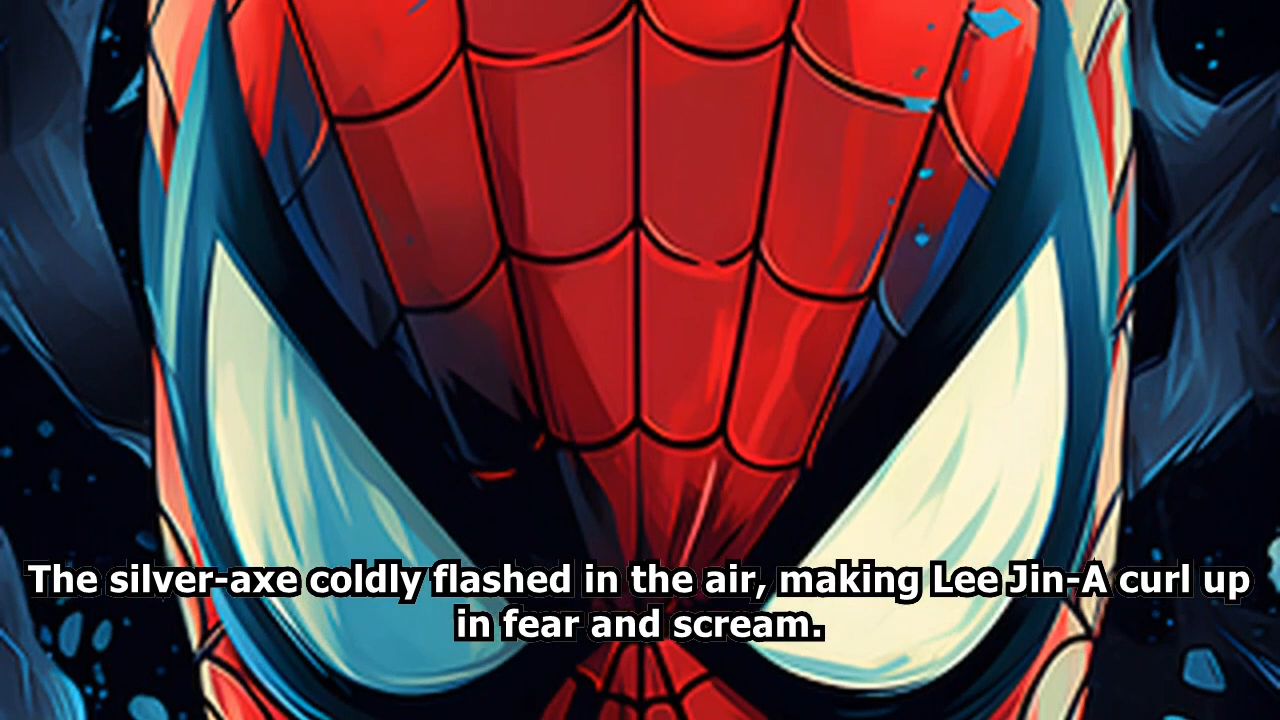 The silver-axe coldly flashed in the air, making Lee Jin-A curl up
in fear and scream.